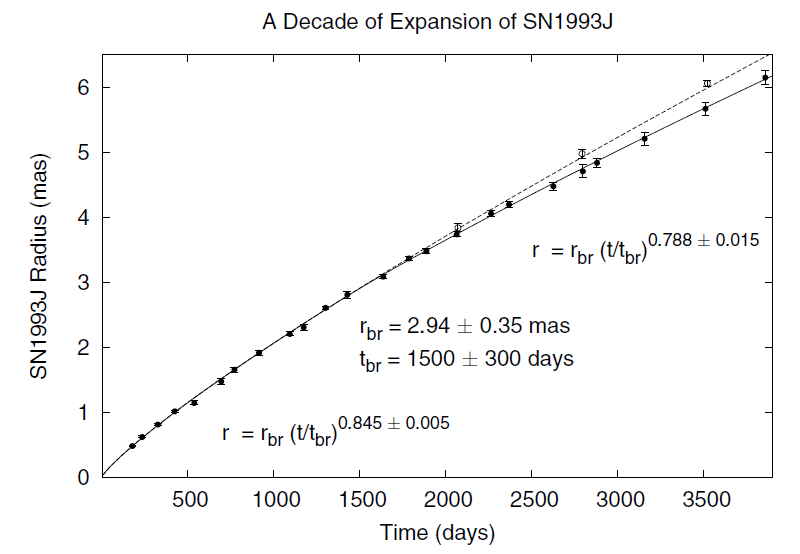 A Decade of Expansion of SN1993J
6
5
4
3
2
1
0
SN1993J Radius (mas)
r = r_br (t/t_br)^0.788 ± 0.015
r_br = 2.94 ± 0.35 mas
t_br = 1500 ± 300 days
r = r_br (t/t_br)^0.845 ± 0.005
500 1000 1500 2000 2500 3000 3500
Time (days)